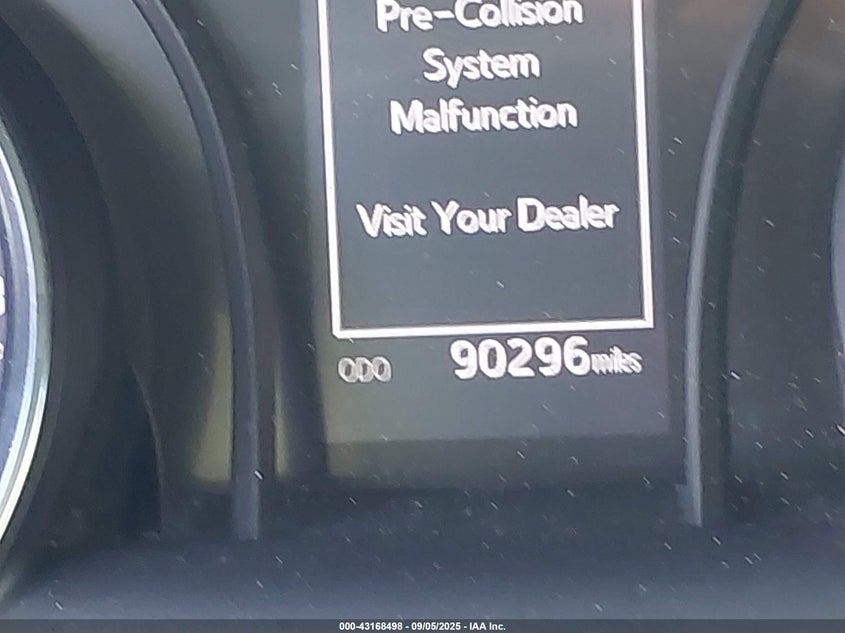 Pre-Collision
System
Malfunction
Visit Your Dealer
ODO 90296 miles
000-43168498 - 09/05/2025 - IAA Inc.